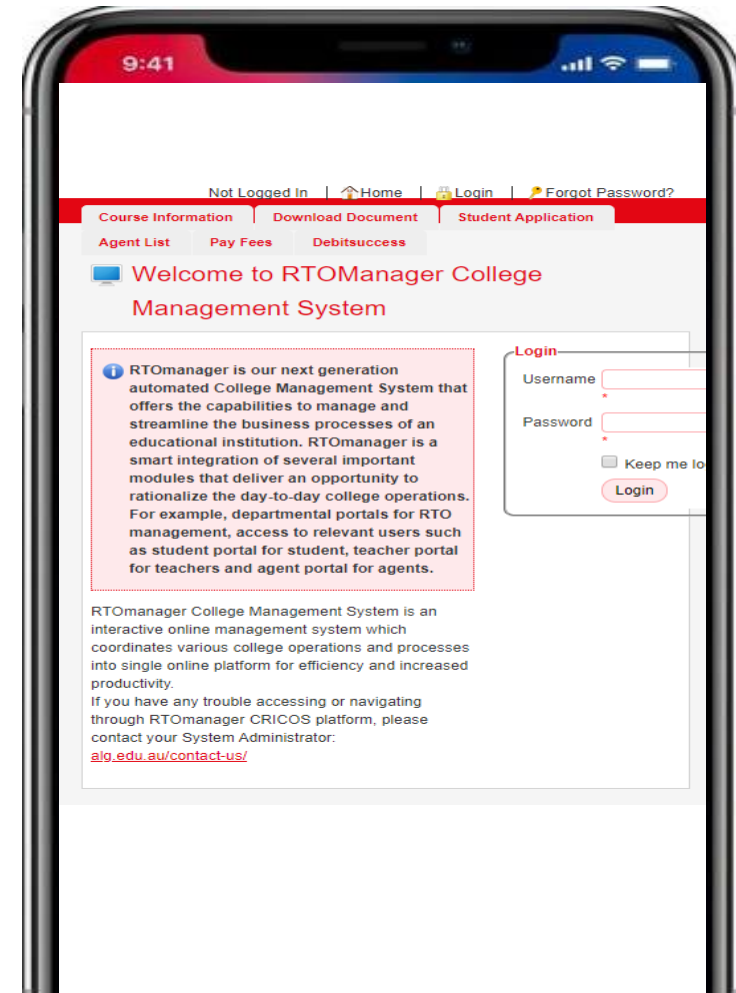 9:41
Not Logged In | Home | Login | Forgot Password?
Course Information Download Document Student Application
Agent List Pay Fees Debitsuccess
Welcome to RTOManager College
Management System
RTOmanager is our next generation
automated College Management System that
offers the capabilities to manage and
streamline the business processes of an
educational institution. RTOmanager is a
smart integration of several important
modules that deliver an opportunity to
rationalize the day-to-day college operations.
For example, departmental portals for RTO
management, access to relevant users such
as student portal for student, teacher portal
for teachers and agent portal for agents.
RTOmanager College Management System is an
interactive online management system which
coordinates various college operations and processes
into single online platform for efficiency and increased
productivity.
If you have any trouble accessing or navigating
through RTOmanager CRICOS platform, please
contact your System Administrator:
alg.edu.au/contact-us/
Login
Username
*
Password
*
Keep me lo
Login